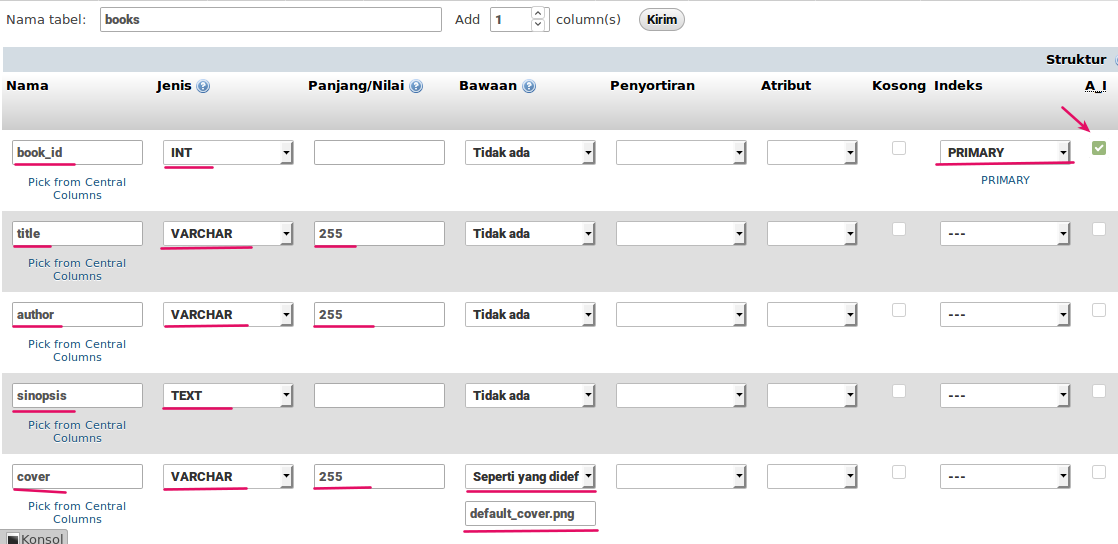 Nama tabel: books Add 1 column(s) Kirim
Struktur
Nama Jenis Panjang/Nilai Bawaan Penyortiran Atribut Kosong Indeks A_I
book_id INT Tidak ada PRIMARY
Pick from Central
Columns
PRIMARY
title VARCHAR 255 Tidak ada ---
Pick from Central
Columns
author VARCHAR 255 Tidak ada ---
Pick from Central
Columns
sinopsis TEXT Tidak ada ---
Pick from Central
Columns
cover VARCHAR 255 Seperti yang didef ---
Pick from Central
Columns
default_cover.png
Konsol